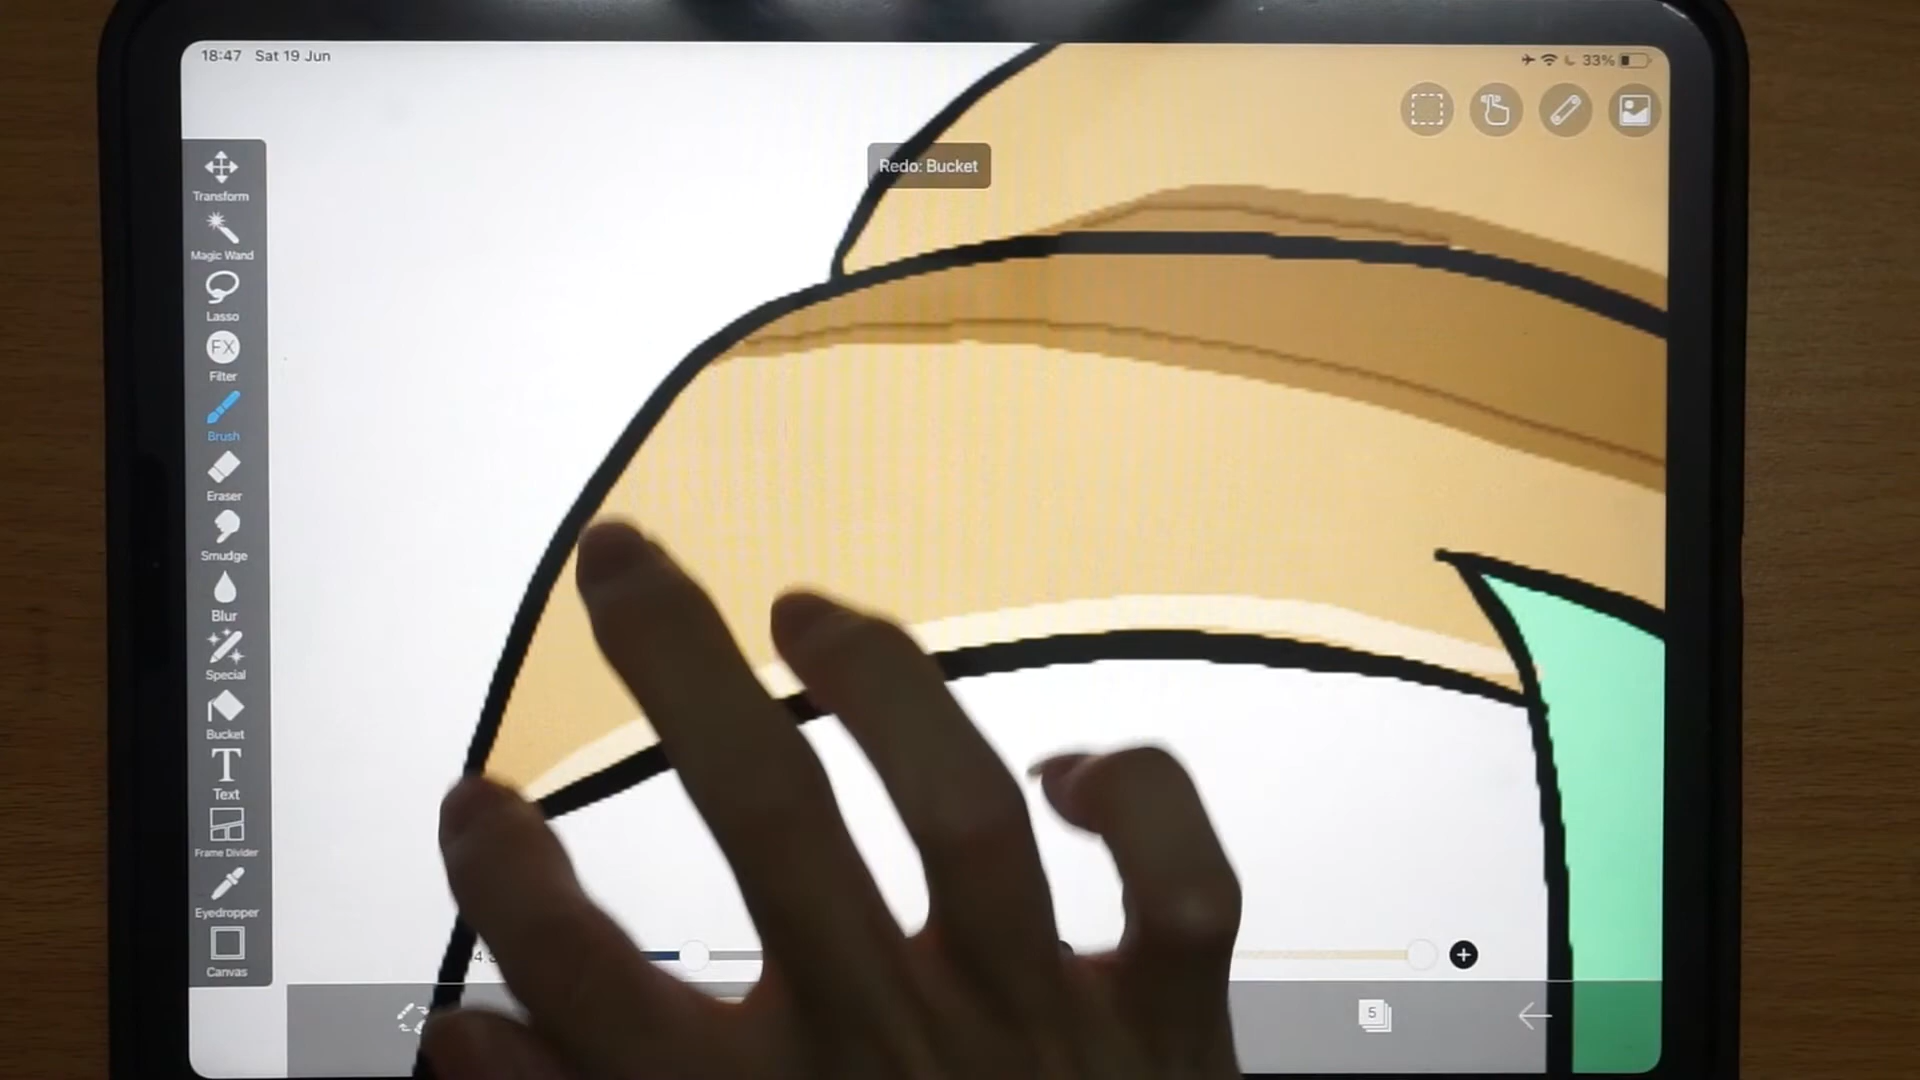 18:47 Sat 19 Jun
33%
Redo: Bucket
Transform
Magic Wand
Lasso
FX
Filter
Brush
Eraser
Smudge
Blur
Special
Bucket
T
Text
Frame Divider
Eyedropper
Canvas
5